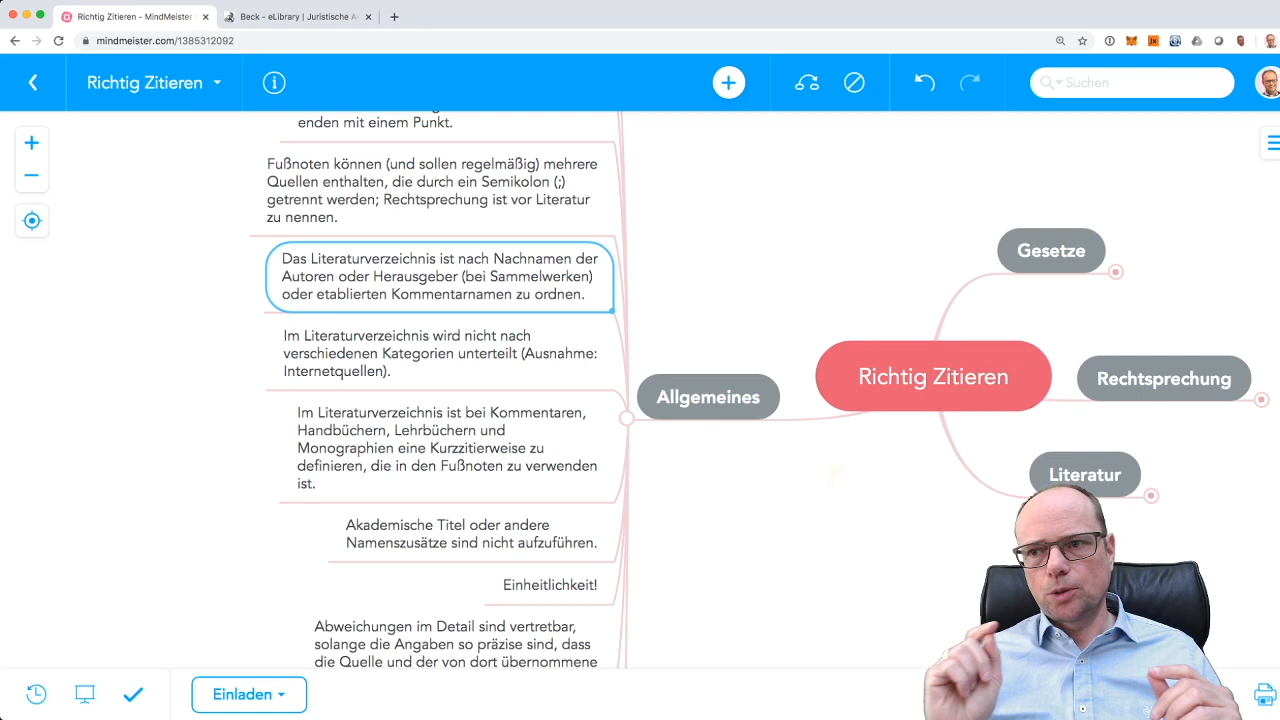 Richtig Zitieren - MindMeister
Beck - eLibrary | Juristische A
mindmeister.com/1385312092
Richtig Zitieren
Suchen
enden mit einem Punkt.
Fußnoten können (und sollen regelmäßig) mehrere
Quellen enthalten, die durch ein Semikolon (;)
getrennt werden; Rechtsprechung ist vor Literatur
zu nennen.
Das Literaturverzeichnis ist nach Nachnamen der
Autoren oder Herausgeber (bei Sammelwerken)
oder etablierten Kommentarnamen zu ordnen.
Im Literaturverzeichnis wird nicht nach
verschiedenen Kategorien unterteilt (Ausnahme:
Internetquellen).
Im Literaturverzeichnis ist bei Kommentaren,
Handbüchern, Lehrbüchern und
Monographien eine Kurzzitierweise zu
definieren, die in den Fußnoten zu verwenden
ist.
Akademische Titel oder andere
Namenszusätze sind nicht aufzuführen.
Einheitlichkeit!
Abweichungen im Detail sind vertretbar,
solange die Angaben so präzise sind, dass
die Quelle und der von dort übernommene
Allgemeines
Richtig Zitieren
Gesetze
Rechtsprechung
Literatur
Einladen